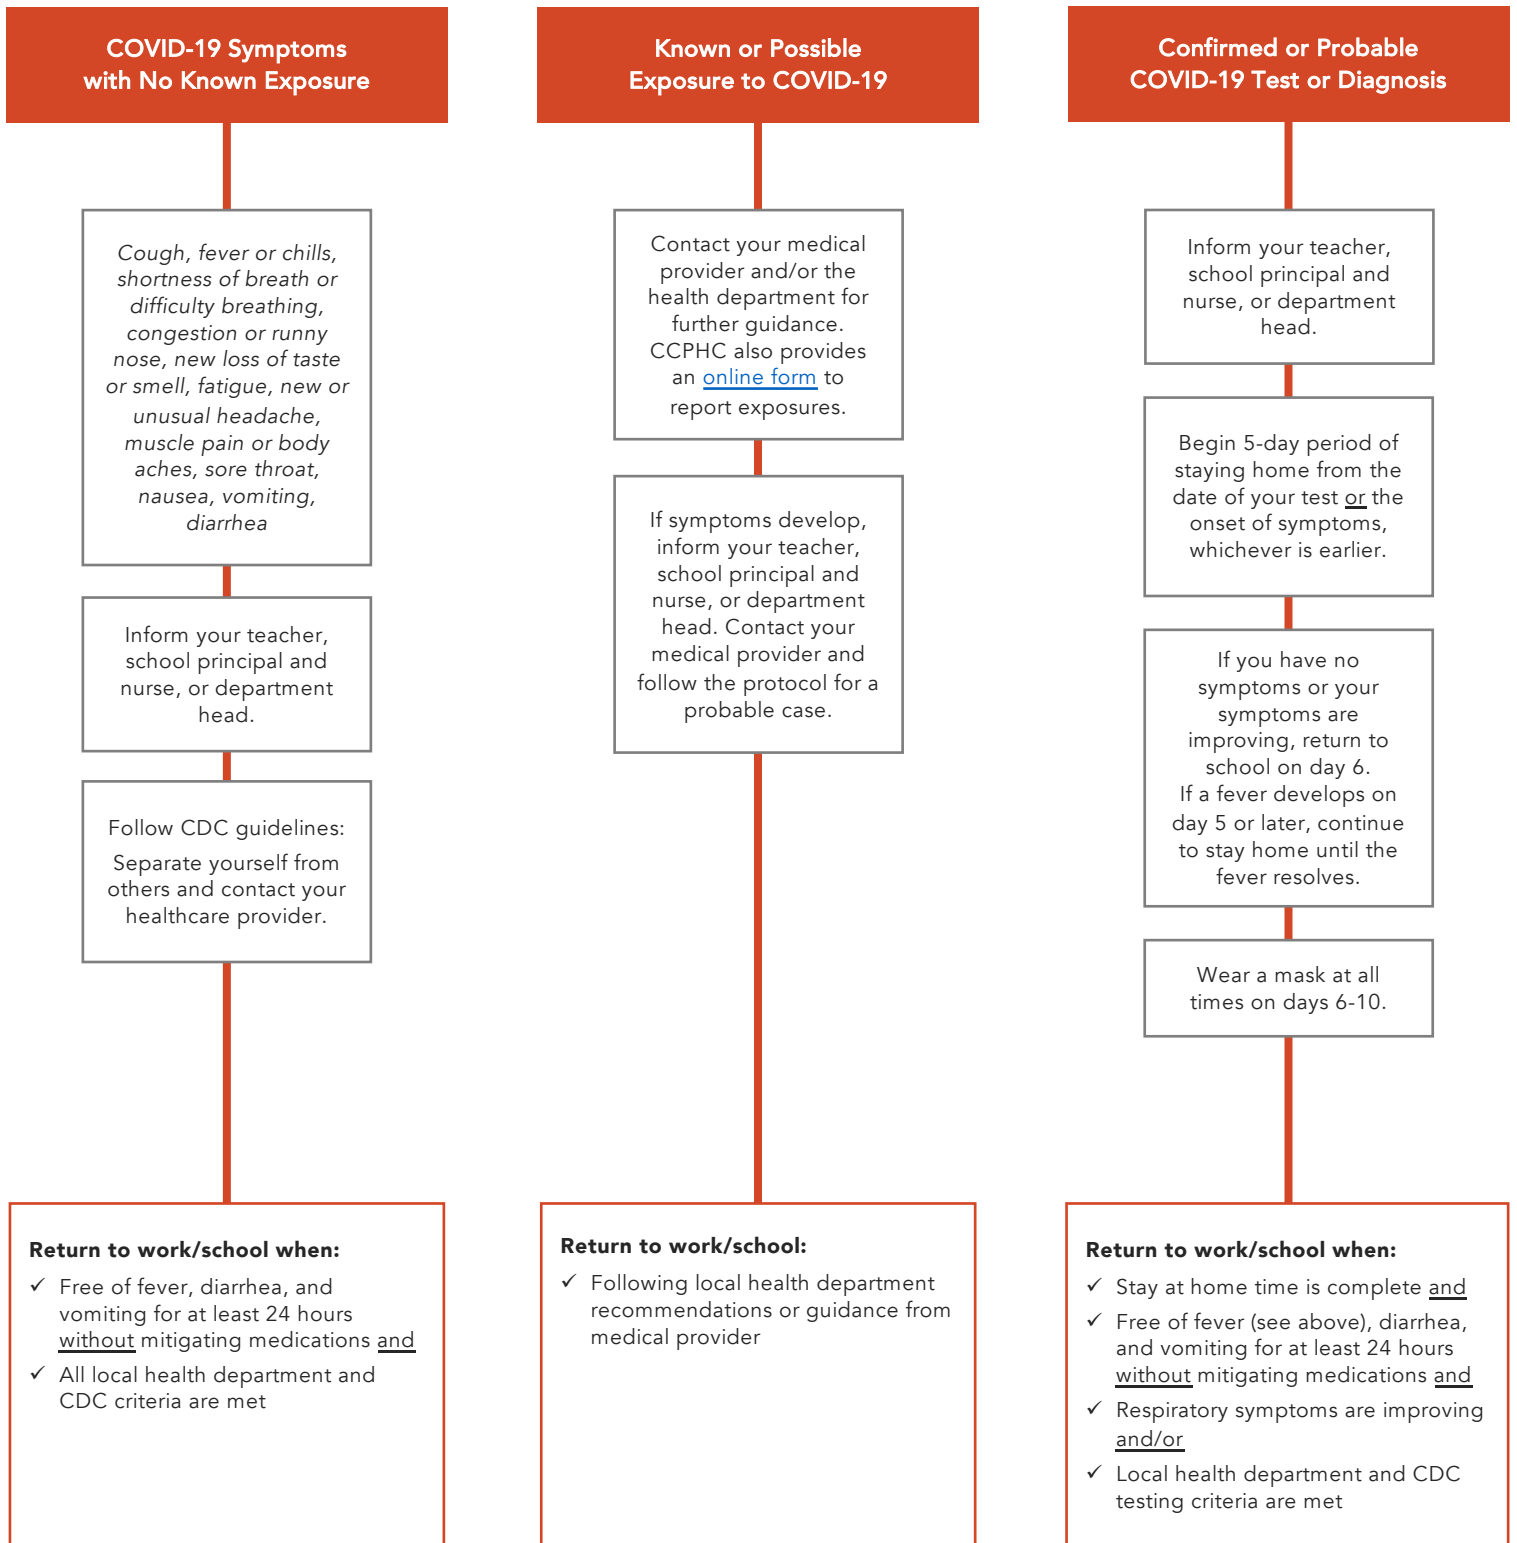 COVID-19 Symptoms
with No Known Exposure
Cough, fever or chills,
shortness of breath or
difficulty breathing,
congestion or runny
nose, new loss of taste
or smell, fatigue, new or
unusual headache,
muscle pain or body
aches, sore throat,
nausea, vomiting,
diarrhea
Inform your teacher,
school principal and
nurse, or department
head.
Follow CDC guidelines:
Separate yourself from
others and contact your
healthcare provider.
Return to work/school when:
✓ Free of fever, diarrhea, and
vomiting for at least 24 hours
without mitigating medications and
✓ All local health department and
CDC criteria are met
Known or Possible
Exposure to COVID-19
Contact your medical
provider and/or the
health department for
further guidance.
CCPHC also provides
an online form to
report exposures.
If symptoms develop,
inform your teacher,
school principal and
nurse, or department
head. Contact your
medical provider and
follow the protocol for a
probable case.
Return to work/school:
✓ Following local health department
recommendations or guidance from
medical provider
Confirmed or Probable
COVID-19 Test or Diagnosis
Inform your teacher,
school principal and
nurse, or department
head.
Begin 5-day period of
staying home from the
date of your test or the
onset of symptoms,
whichever is earlier.
If you have no
symptoms or your
symptoms are
improving, return to
school on day 6.
If a fever develops on
day 5 or later, continue
to stay home until the
fever resolves.
Wear a mask at all
times on days 6-10.
Return to work/school when:
✓ Stay at home time is complete and
✓ Free of fever (see above), diarrhea,
and vomiting for at least 24 hours
without mitigating medications and
✓ Respiratory symptoms are improving
and/or
✓ Local health department and CDC
testing criteria are met